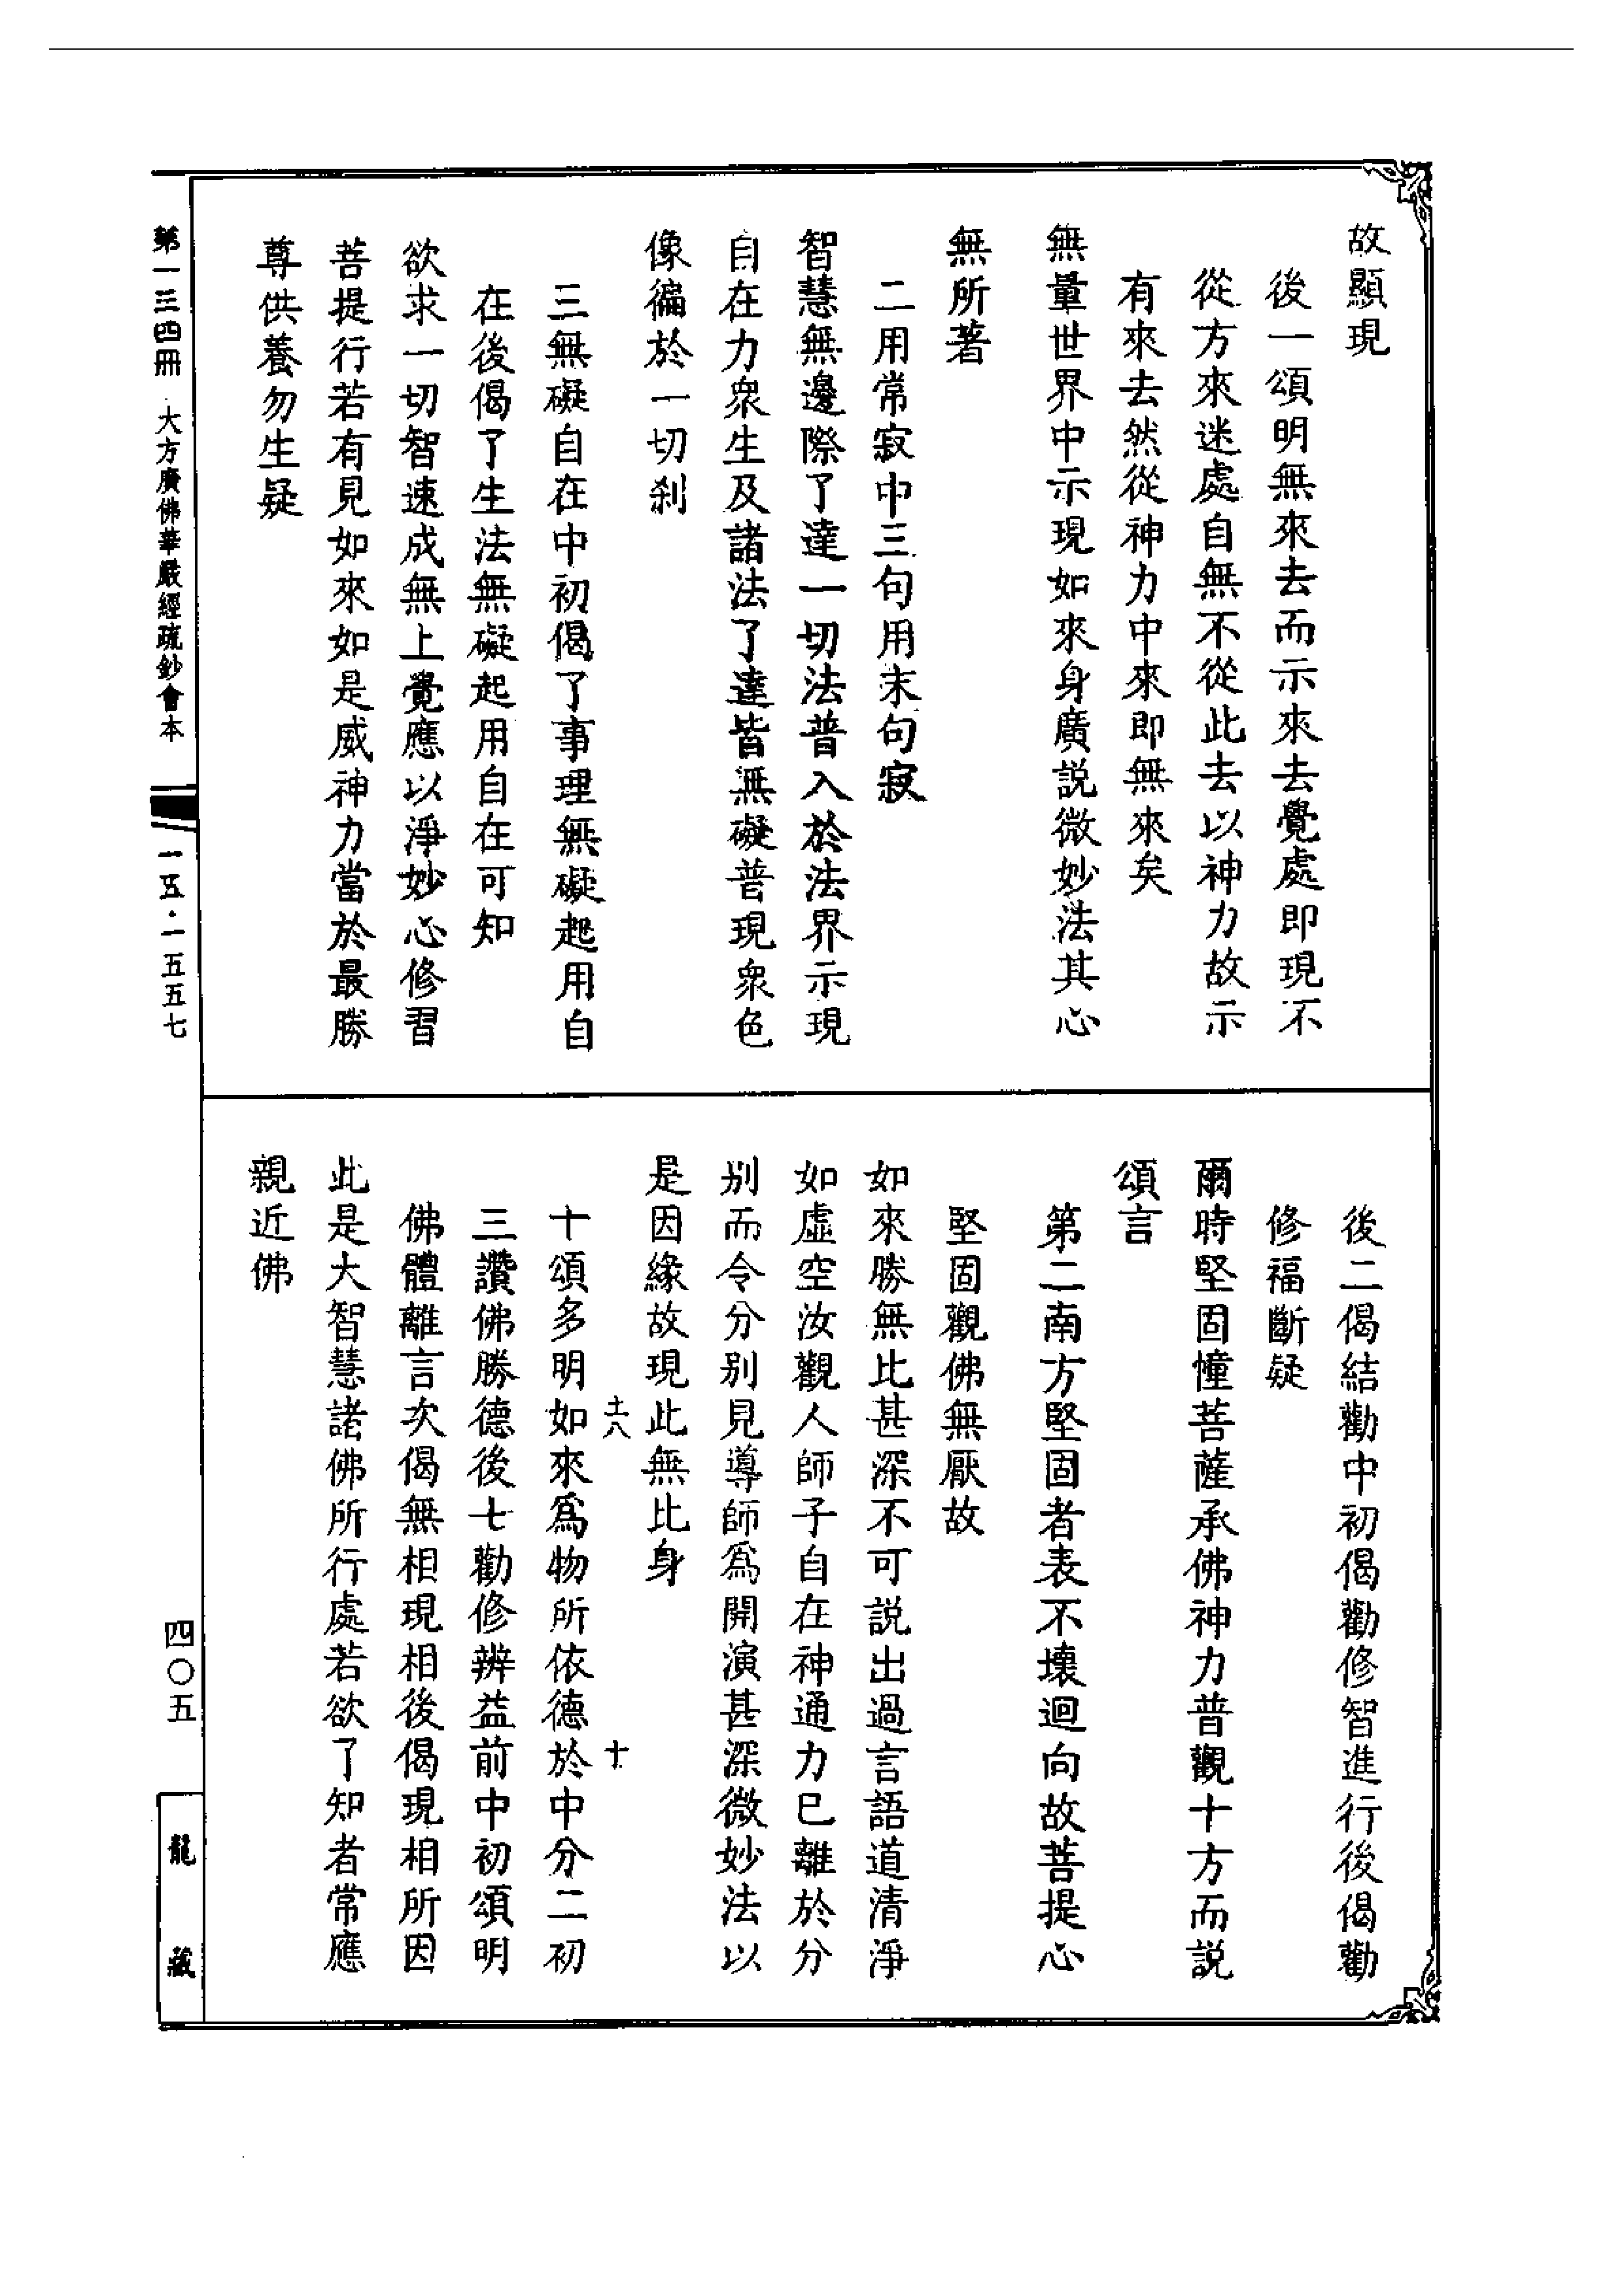 故顯現
後一頌明無來去而示來去覺處即現不
從方來迷處自無不從此去以神力故示
有來去然從神力中來即無來矣
無量世界中示現如來身廣説微妙法其心
無所著
二用常寂中三句用末句寂
智慧無邊際了達一切法普入於法界示現
自在力衆生及諸法了達皆無礙普現衆色
像徧於一切刹
三無礙自在中初偈了事理無礙起用自
在後偈了生法無礙起用自在可知
欲求一切智速成無上覺應以淨妙心修習
菩提行若有見如來如是威神力當於最勝
尊供養勿生疑
後二偈結勸中初偈勸修智進行後偈勸
修福斷疑
爾時堅固幢菩薩承佛神力普觀十方而説
頌言
第二南方堅固者表不壞迴向故菩提心
堅固觀佛無厭故
如來勝無比甚深不可説出過言語道清淨
如虛空汝觀人師子自在神通力已離於分
别而令分别見導師爲開演甚深微妙法以
是因緣故現此無比身
土八 十
十頌多明如來爲物所依德於中分二初
三讚佛勝德後七勸修辨益前中初頌明
佛體離言次偈無相現相後偈現相所因
此是大智慧諸佛所行處若欲了知者常應
親近佛
第一三四冊 大方廣佛華嚴經疏鈔會本
一五·一五五七
四〇五
龍藏